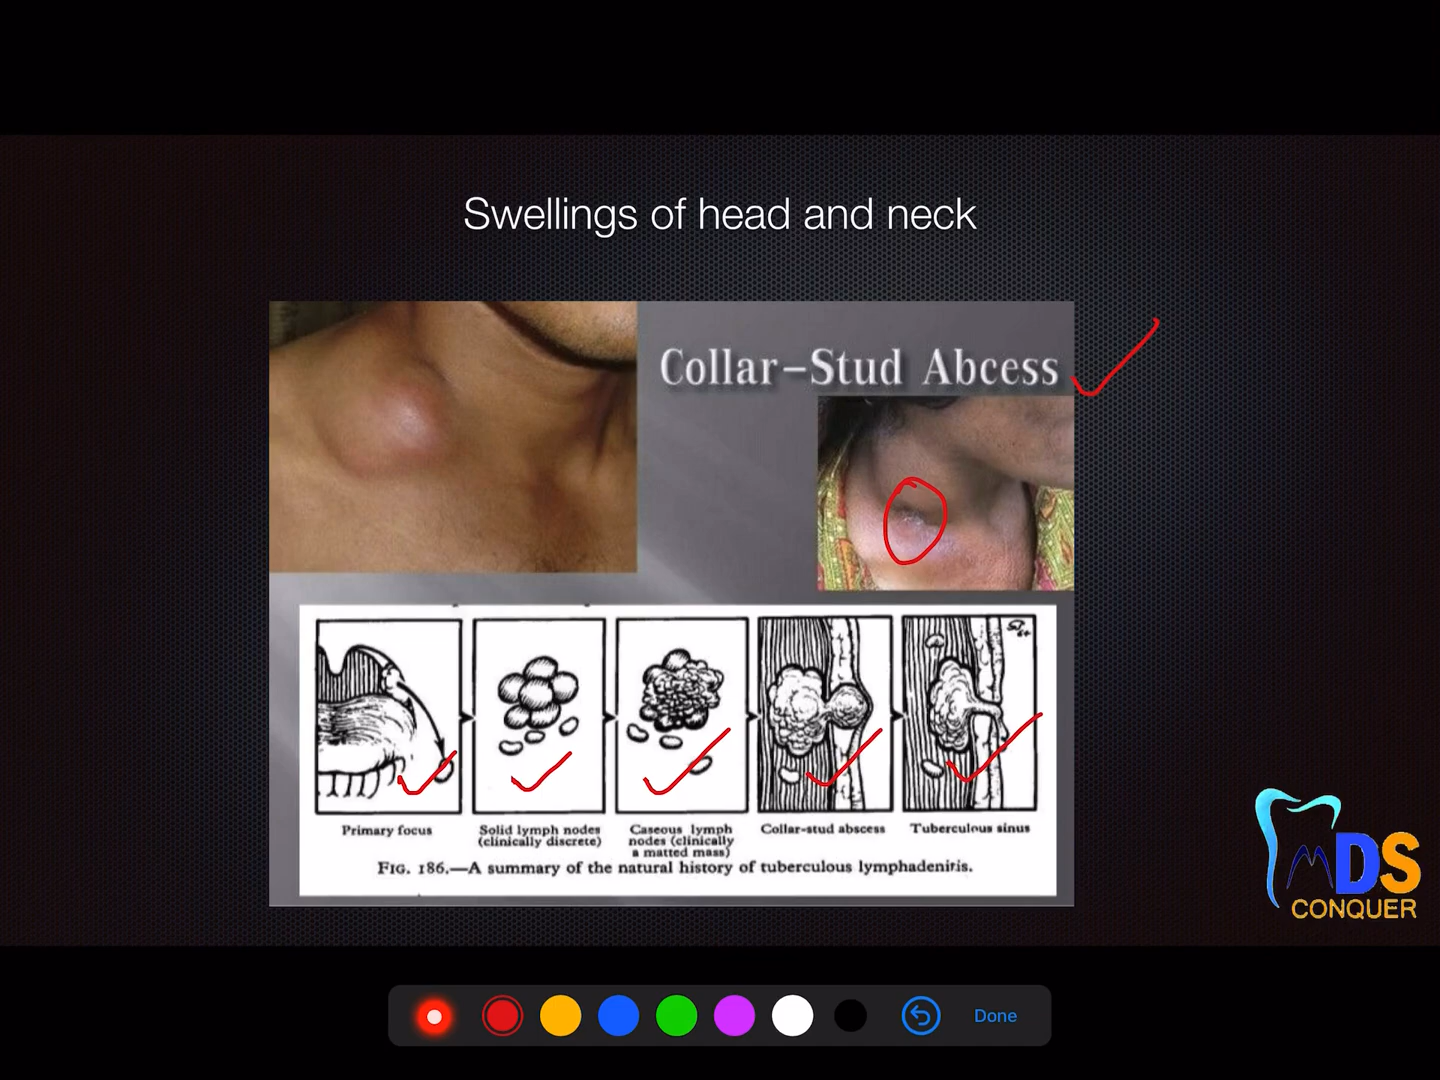 Swellings of head and neck
Collar-Stud Abcess
Primary focus
Solid lymph nodes
(clinically discrete)
Caseous lymph
nodes (clinically
a matted mass)
Collar-stud abscess
Tuberculous sinus
FIG. 186.—A summary of the natural history of tuberculous lymphadenitis.
MDS
CONQUER
Done